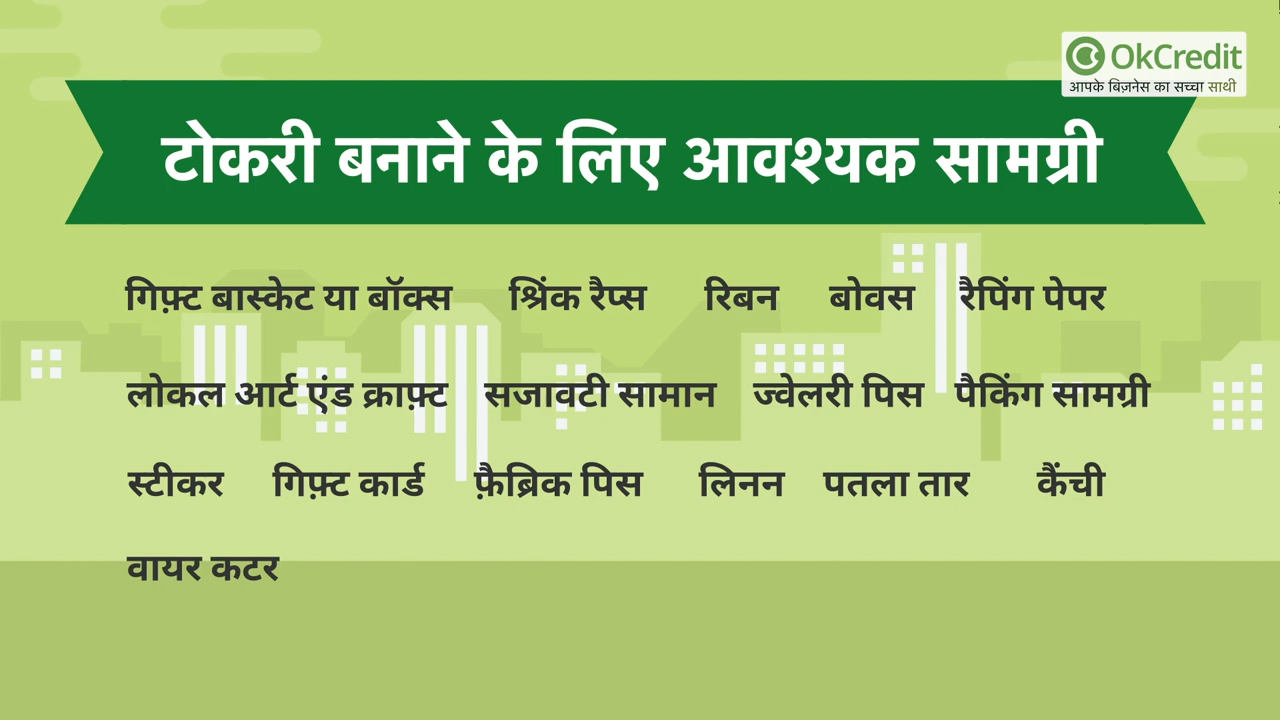 OkCredit
आपके बिज़नेस का सच्चा साथी
टोकरी बनाने के लिए आवश्यक सामग्री
गिफ़्ट बास्केट या बॉक्स श्रिंक रैप्स रिबन बोवस रैपिंग पेपर
लोकल आर्ट एंड क्राफ़्ट सजावटी सामान ज्वेलरी पिस पैकिंग सामग्री
स्टीकर गिफ़्ट कार्ड फ़ैब्रिक पिस लिनन पतला तार कैंची
वायर कटर